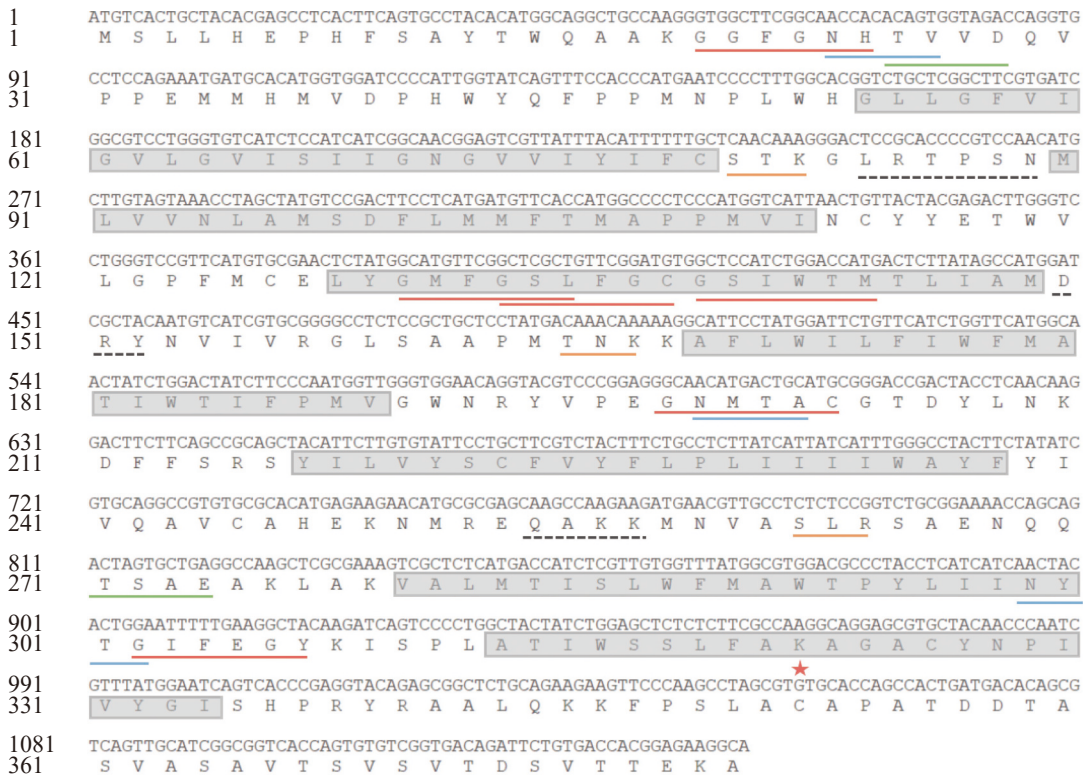 1 ATGTCACTGCTACACGAGCCTCACTTCAGTGCCTACACATGGCAGGCTGCCAAGGGTGGCTTCGGCAACCACACAGTGGTAGACCAGGTG
1 M S L L H E P H F S A Y T W Q A A K G G F G N H T V V D Q V
91 CCTCCAGAAATGATGCACATGGTGGATCCCCATTGGTATCAGTTTCCACCCATGAATCCCCTTTGGCACGGTCTGCTCGGCTTCGTGATC
31 P P E M M H M V D P H W Y Q F P P M N P L W H G L L G F V I
181 GGCGTCCTGGGTGTCATCTCCATCATCGGCAACGGAGTCGTTATTTACATTTTTTGCTCAACAAAGGGACTCCGCACCCCGTCCAACATG
61 G V L G V I S I I G N G V V I Y I F C S T K G L R T P S N M
271 CTTGTAGTAAACCTAGCTATGTCCGACTTCCTCATGATGTTCACCATGGCCCCTCCCATGGTCATTAACTGTTACTACGAGACTTGGGTC
91 L V V N L A M S D F L M M F T M A P P M V I N C Y Y E T W V
361 CTGGGTCCGTTCATGTGCGAACTCTATGGCATGTTCGGCTCGCTGTTCGGATGTGGCTCCATCTGGACCATGACTCTTATAGCCATGGAT
121 L G P F M C E L Y G M F G S L F G C G S I W T M T L I A M D
451 CGCTACAATGTCATCGTGCGGGGCCTCTCCGCTGCTCCTATGACAAACAAAAAGGCATTCCTATGGATTCTGTTCATCTGGTTCATGGCA
151 R Y N V I V R G L S A A P M T N K K A F L W I L F I W F M A
541 ACTATCTGGACTATCTTCCCAATGGTTGGGTGGAACAGGTACGTCCCGGAGGGCAACATGACTGCATGCGGGACCGACTACCTCAACAAG
181 T I W T I F P M V G W N R Y V P E G N M T A C G T D Y L N K
631 GACTTCTTCAGCCGCAGCTACATTCTTGTGTATTCCTGCTTCGTCTACTTTCTGCCTCTTATCATTATCATTTGGGCCTACTTCTATATC
211 D F F S R S Y I L V Y S C F V Y F L P L I I I I W A Y F Y I
721 GTGCAGGCCGTGTGCGCACATGAGAAGAACATGCGCGAGCAAGCCAAGAAGATGAACGTTGCCTCTCTCCGGTCTGCGGAAAACCAGCAG
241 V Q A V C A H E K N M R E Q A K K M N V A S L R S A E N Q Q
811 ACTAGTGCTGAGGCCAAGCTCGCGAAAGTCGCTCTCATGACCATCTCGTTGTGGTTTATGGCGTGGACGCCCTACCTCATCATCAACTAC
271 T S A E A K L A K V A L M T I S L W F M A W T P Y L I I N Y
901 ACTGGAATTTTTGAAGGCTACAAGATCAGTCCCCTGGCTACTATCTGGAGCTCTCTCTTCGCCAAGGCAGGAGCGTGCTACAACCCAATC
301 T G I F E G Y K I S P L A T I W S S L F A K A G A C Y N P I
991 GTTTATGGAATCAGTCACCCGAGGTACAGAGCGGCTCTGCAGAAGAAGTTCCCAAGCCTAGCGTGTGCACCAGCCACTGATGACACAGCG
331 V Y G I S H P R Y R A A L Q K K F P S L A C A P A T D D T A
1081 TCAGTTGCATCGGCGGTCACCAGTGTGTCGGTGACAGATTCTGTGACCACGGAGAAGGCA
361 S V A S A V T S V S V T D S V T T E K A